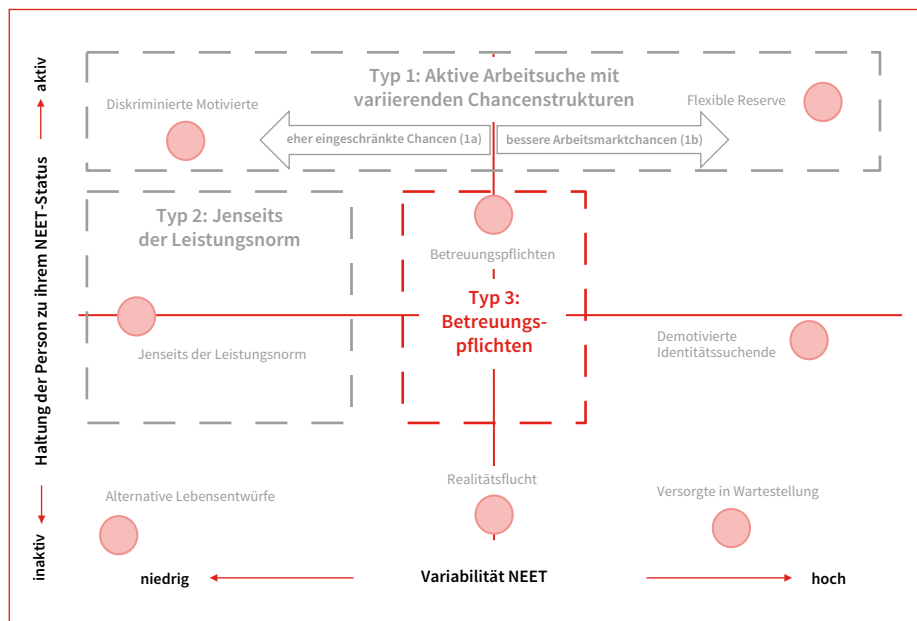 Haltung der Person zu ihrem NEET-Status
aktiv
inaktiv
Typ 1: Aktive Arbeitsuche mit
variierenden Chancenstrukturen
Diskriminierte Motivierte
Flexible Reserve
eher eingeschränkte Chancen (1a)
bessere Arbeitsmarktchancen (1b)
Typ 2: Jenseits
der Leistungsnorm
Betreuungspflichten
Typ 3:
Betreuungs-
pflichten
Jenseits der Leistungsnorm
Demotivierte
Identitätssuchende
Alternative Lebensentwürfe
Realitätsflucht
Versorgte in Wartestellung
niedrig
Variabilität NEET
hoch